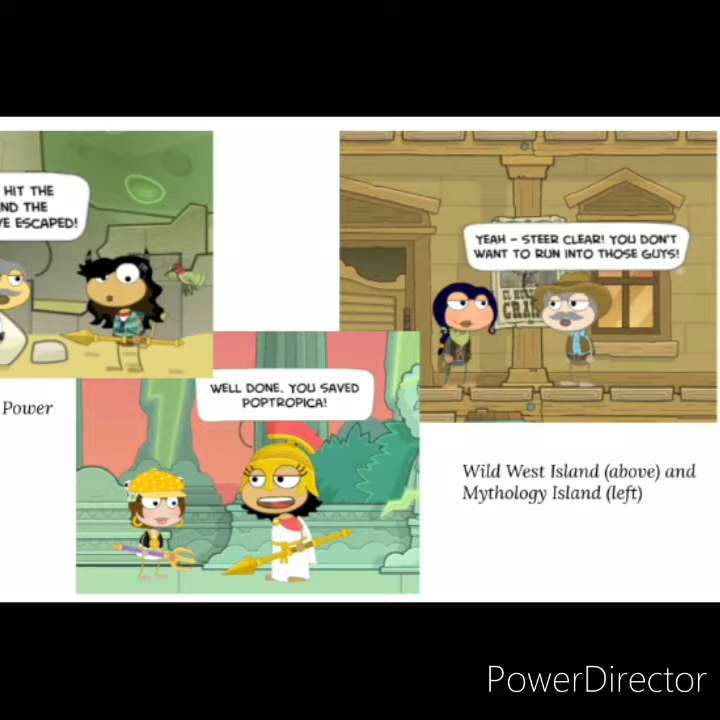 HIT THE
ND THE
E ESCAPED!
YEAH - STEER CLEAR! YOU DON'T
WANT TO RUN INTO THOSE GUYS!
WELL DONE. YOU SAVED
POPTROPICA!
Power
Wild West Island (above) and
Mythology Island (left)
PowerDirector